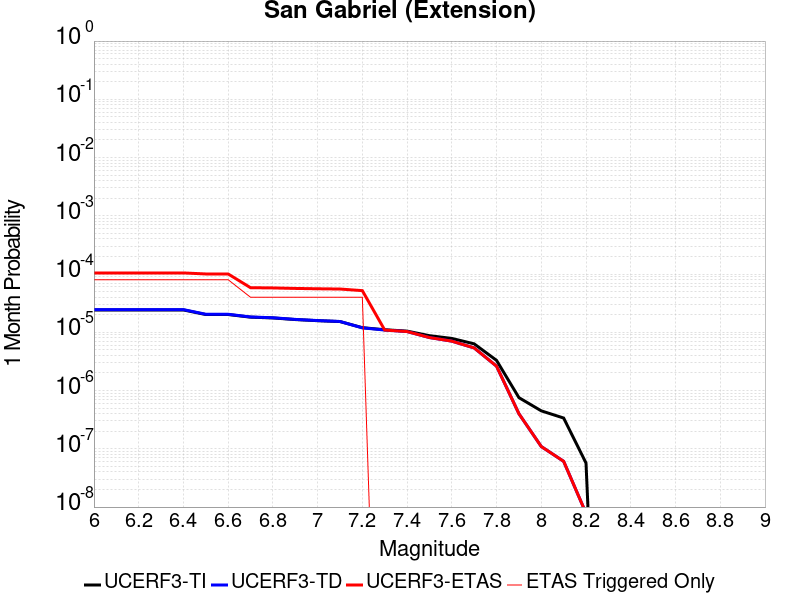 San Gabriel (Extension)
10^0
10^-1
10^-2
10^-3
10^-4
10^-5
10^-6
10^-7
10^-8
1 Month Probability
6 6.2 6.4 6.6 6.8 7 7.2 7.4 7.6 7.8 8 8.2 8.4 8.6 8.8 9
Magnitude
UCERF3-TI UCERF3-TD UCERF3-ETAS ETAS Triggered Only